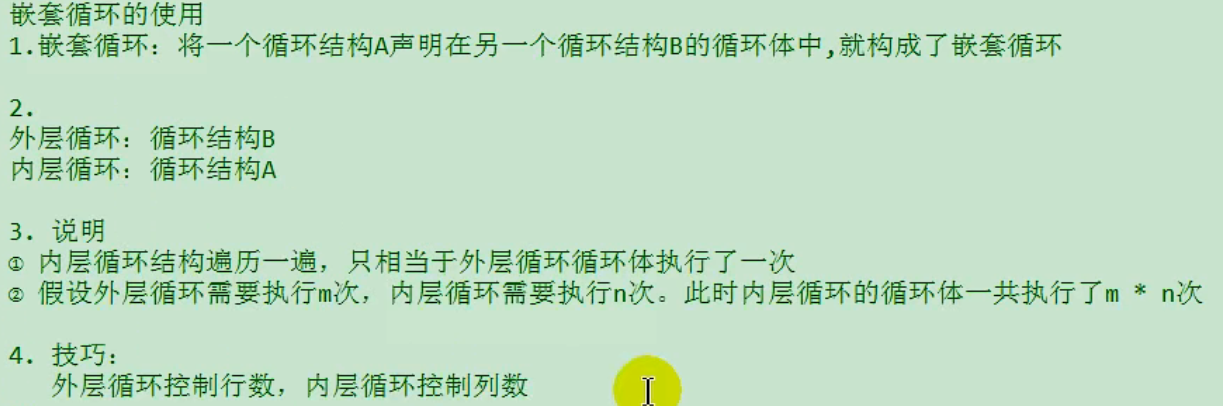 嵌套循环的使用
1.嵌套循环：将一个循环结构A声明在另一个循环结构B的循环体中,就构成了嵌套循环
2.
外层循环：循环结构B
内层循环：循环结构A
3. 说明
① 内层循环结构遍历一遍，只相当于外层循环循环体执行了一次
② 假设外层循环需要执行m次，内层循环需要执行n次。此时内层循环的循环体一共执行了m * n次
4. 技巧：
外层循环控制行数，内层循环控制列数